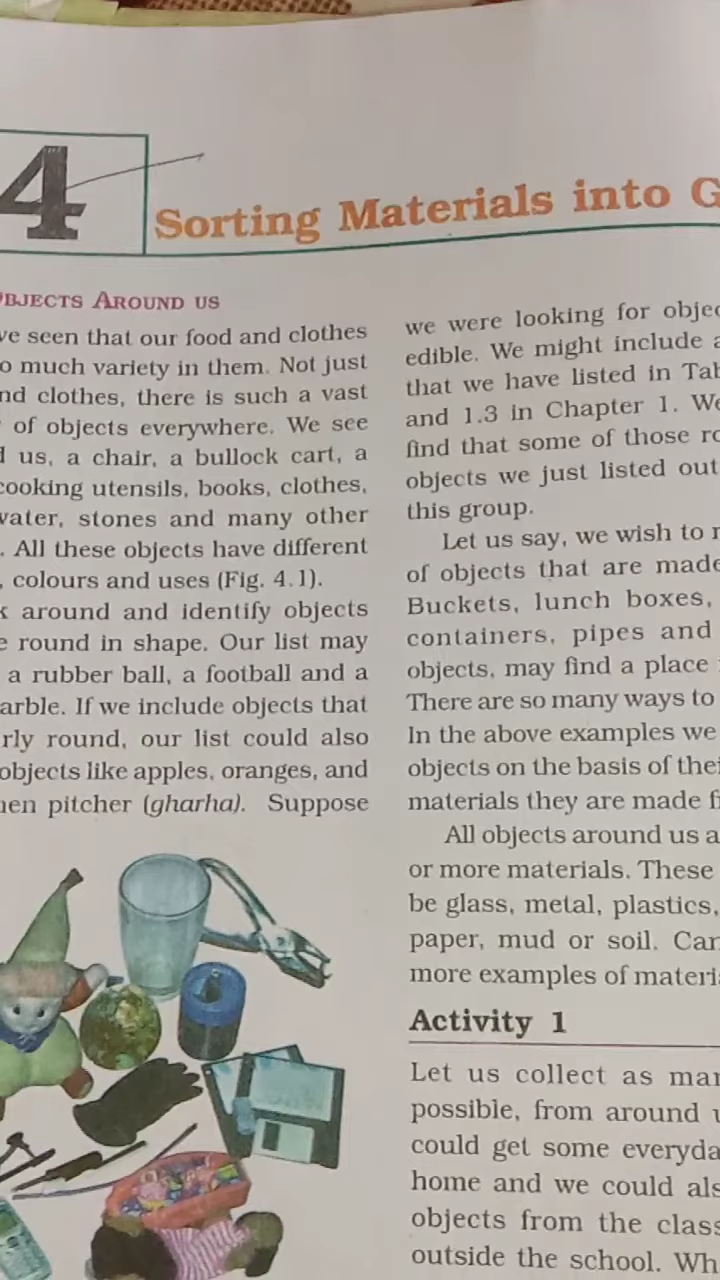 4
Sorting Materials into G
OBJECTS AROUND US
ve seen that our food and clothes
o much variety in them. Not just
nd clothes, there is such a vast
of objects everywhere. We see
us, a chair, a bullock cart, a
cooking utensils, books, clothes,
water, stones and many other
. All these objects have different
, colours and uses (Fig. 4.1).
k around and identify objects
e round in shape. Our list may
a rubber ball, a football and a
arble. If we include objects that
rly round, our list could also
objects like apples, oranges, and
hen pitcher (gharha). Suppose
we were looking for objec
edible. We might include a
that we have listed in Tab
and 1.3 in Chapter 1. We
find that some of those ro
objects we just listed out
this group.
Let us say, we wish to
of objects that are made
Buckets, lunch boxes,
containers, pipes and
objects, may find a place
There are so many ways to
In the above examples we
objects on the basis of thei
materials they are made f
All objects around us a
or more materials. These
be glass, metal, plastics,
paper, mud or soil. Can
more examples of materi
Activity 1
Let us collect as man
possible, from around u
could get some everyda
home and we could als
objects from the class
outside the school. Wh